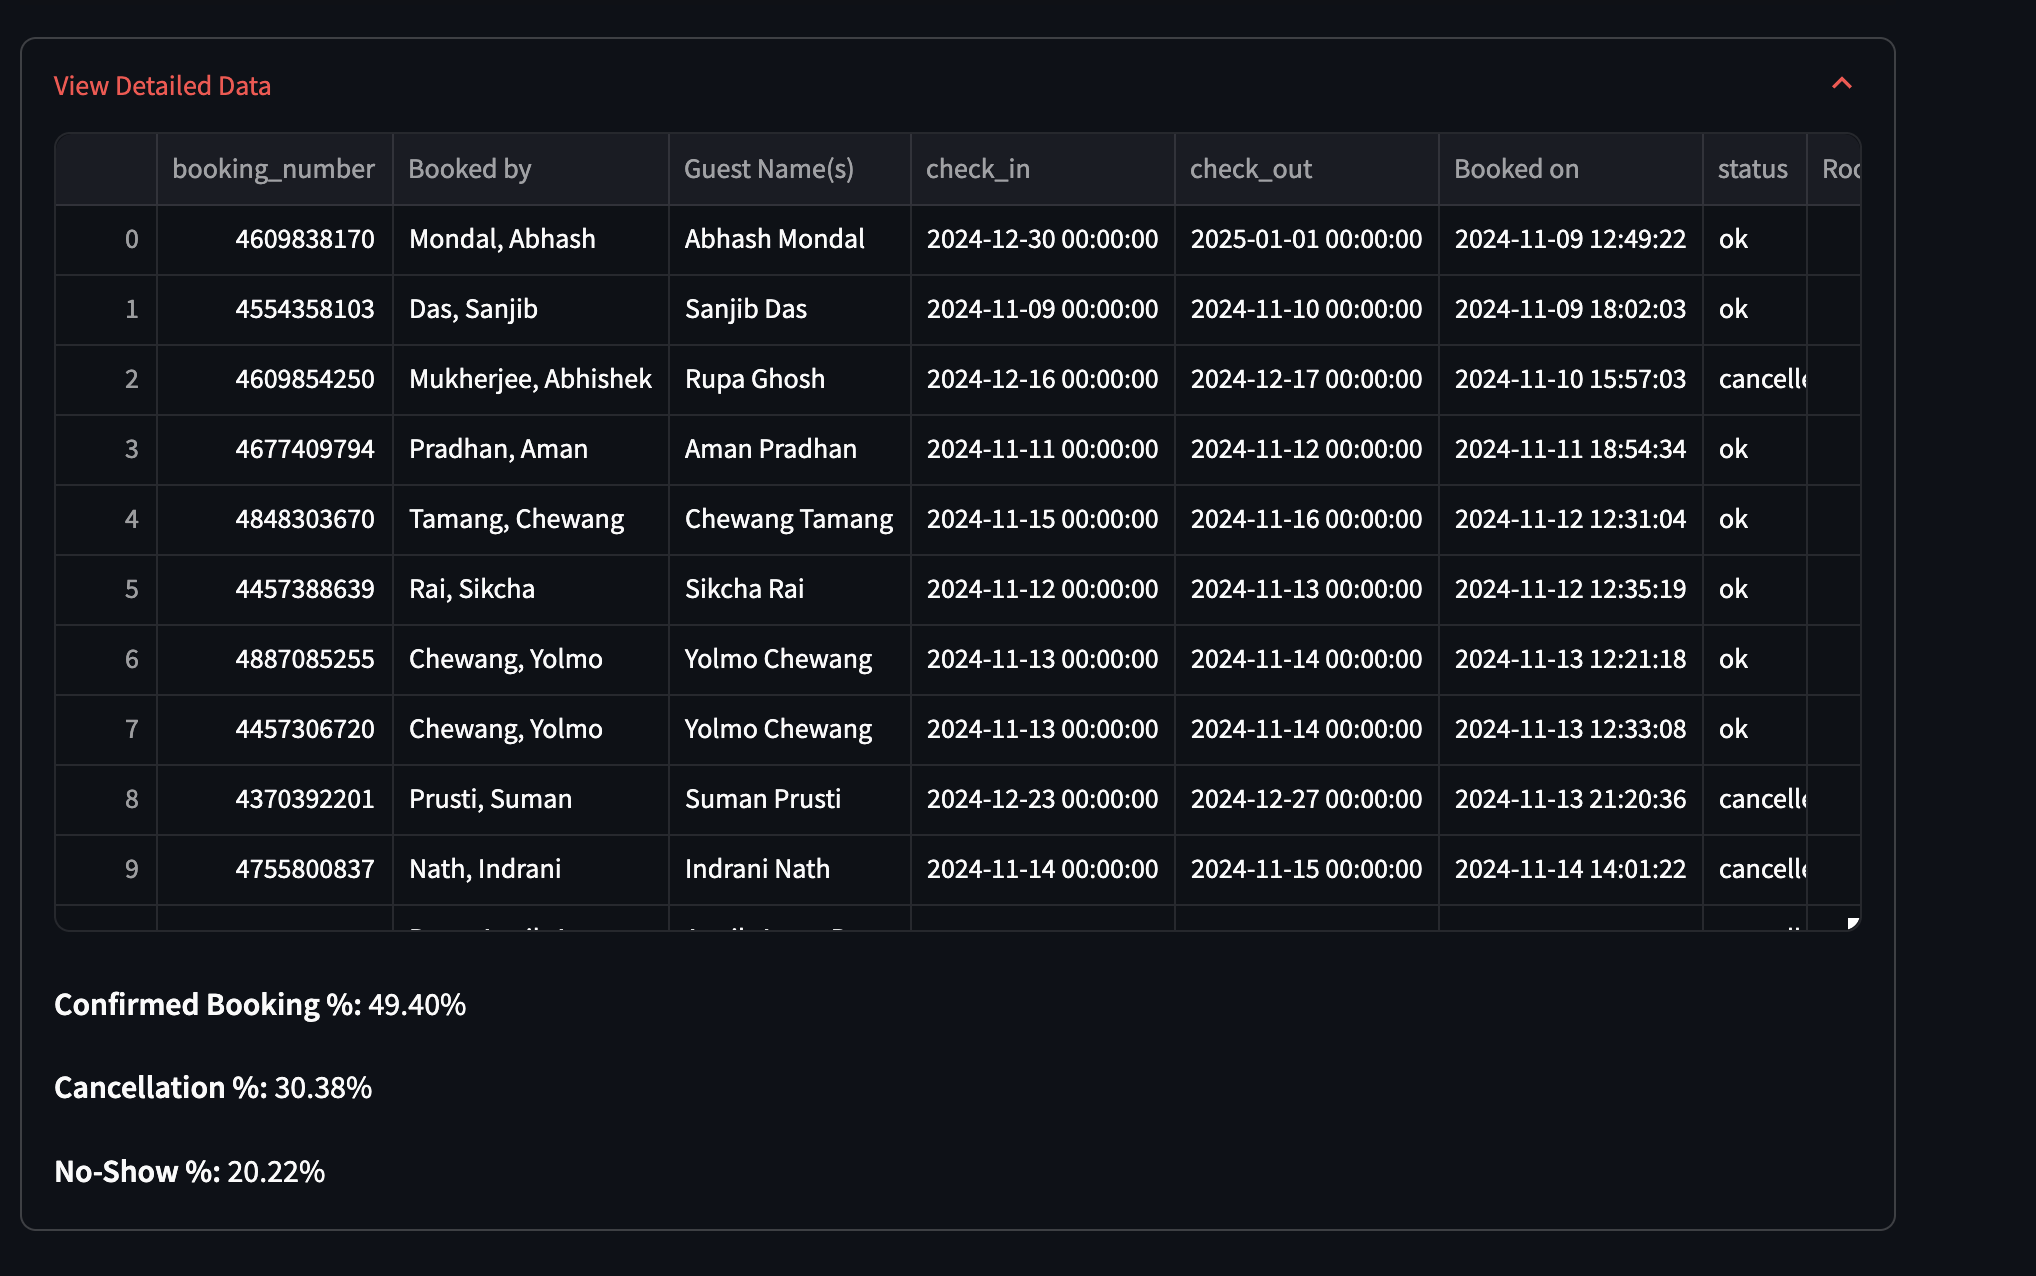 View Detailed Data
booking_number Booked by Guest Name(s) check_in check_out Booked on status
0 4609838170 Mondal, Abhash Abhash Mondal 2024-12-30 00:00:00 2025-01-01 00:00:00 2024-11-09 12:49:22 ok
1 4554358103 Das, Sanjib Sanjib Das 2024-11-09 00:00:00 2024-11-10 00:00:00 2024-11-09 18:02:03 ok
2 4609854250 Mukherjee, Abhishek Rupa Ghosh 2024-12-16 00:00:00 2024-12-17 00:00:00 2024-11-10 15:57:03 cancelle
3 4677409794 Pradhan, Aman Aman Pradhan 2024-11-11 00:00:00 2024-11-12 00:00:00 2024-11-11 18:54:34 ok
4 4848303670 Tamang, Chewang Chewang Tamang 2024-11-15 00:00:00 2024-11-16 00:00:00 2024-11-12 12:31:04 ok
5 4457388639 Rai, Sikcha Sikcha Rai 2024-11-12 00:00:00 2024-11-13 00:00:00 2024-11-12 12:35:19 ok
6 4887085255 Chewang, Yolmo Yolmo Chewang 2024-11-13 00:00:00 2024-11-14 00:00:00 2024-11-13 12:21:18 ok
7 4457306720 Chewang, Yolmo Yolmo Chewang 2024-11-13 00:00:00 2024-11-14 00:00:00 2024-11-13 12:33:08 ok
8 4370392201 Prusti, Suman Suman Prusti 2024-12-23 00:00:00 2024-12-27 00:00:00 2024-11-13 21:20:36 cancelle
9 4755800837 Nath, Indrani Indrani Nath 2024-11-14 00:00:00 2024-11-15 00:00:00 2024-11-14 14:01:22 cancelle
Confirmed Booking %: 49.40%
Cancellation %: 30.38%
No-Show %: 20.22%